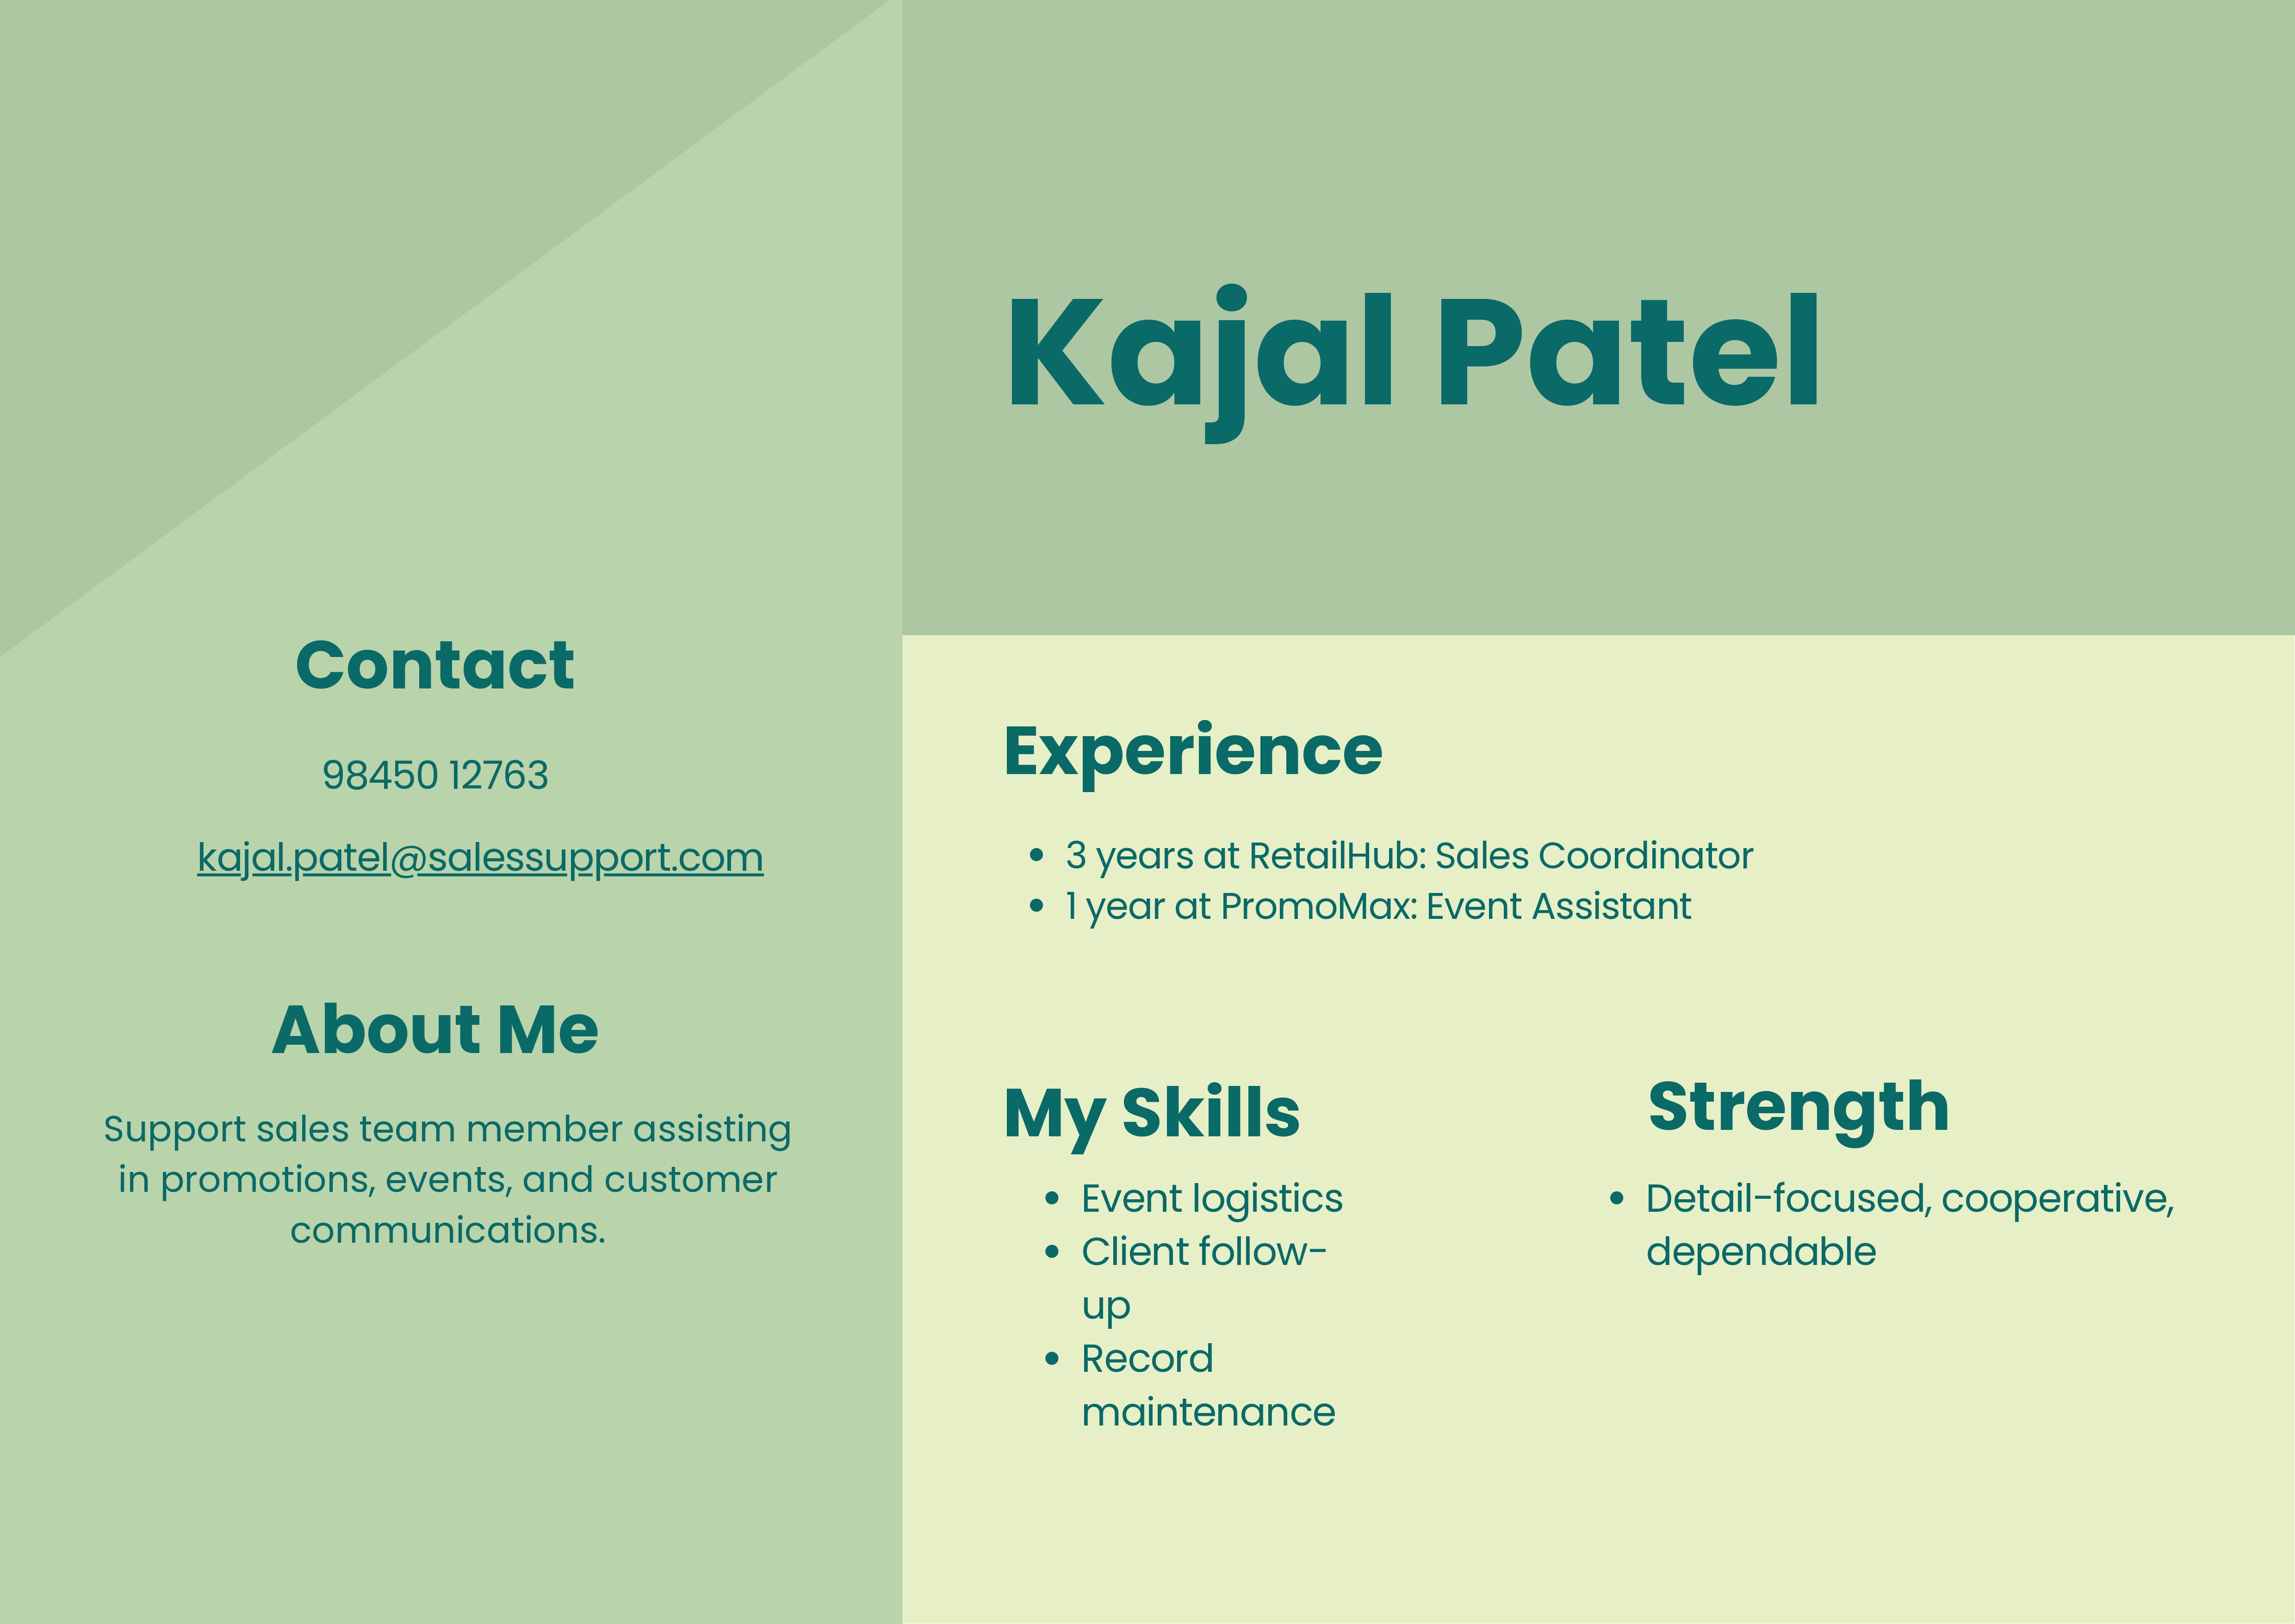 Kajal Patel
Contact
98450 12763
kajal.patel@salessupport.com
About Me
Support sales team member assisting
in promotions, events, and customer
communications.
Experience
• 3 years at RetailHub: Sales Coordinator
• 1 year at PromoMax: Event Assistant
My Skills
• Event logistics
• Client follow-
up
• Record
maintenance
Strength
• Detail-focused, cooperative,
dependable